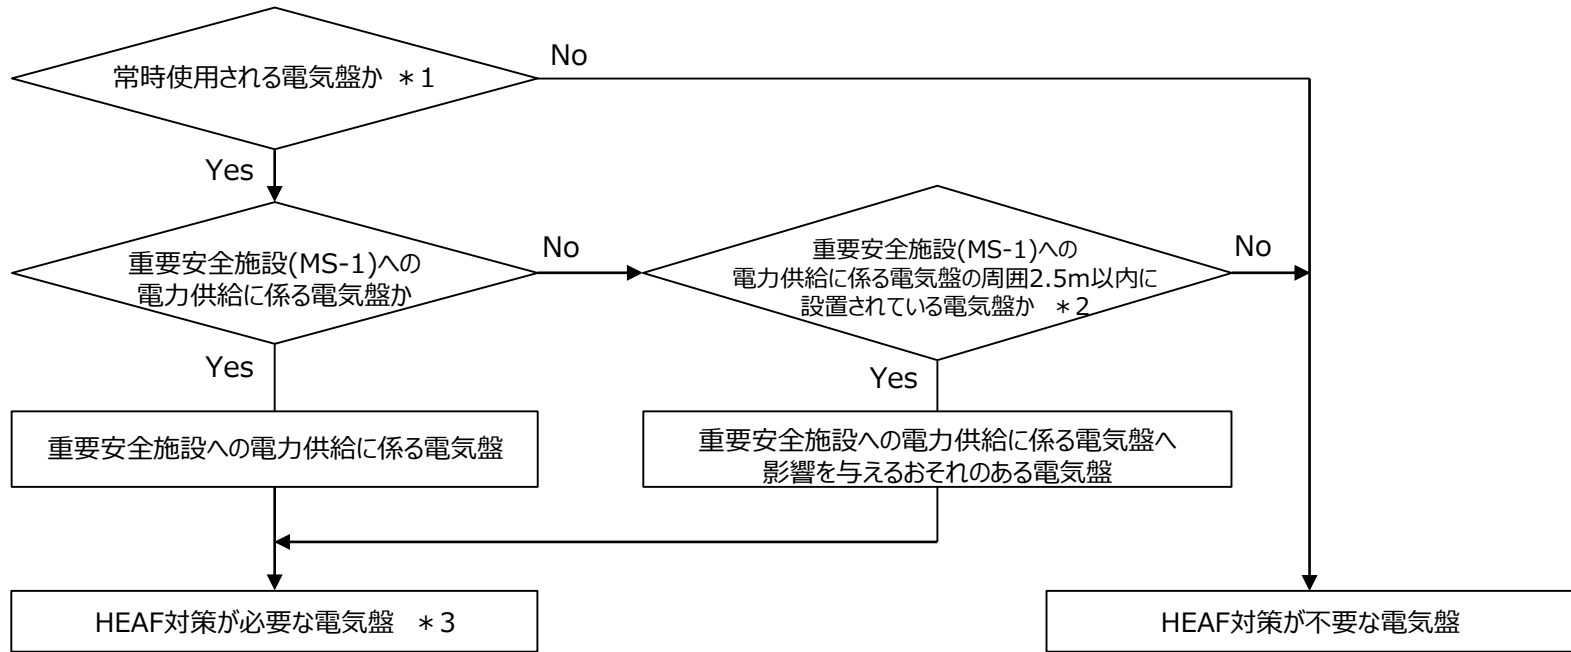 常時使用される電気盤か ＊1
No
Yes
重要安全施設(MS-1)への
電力供給に係る電気盤か
No
重要安全施設(MS-1)への
電力供給に係る電気盤の周囲2.5m以内に
設置されている電気盤か ＊2
No
Yes
Yes
重要安全施設への電力供給に係る電気盤
重要安全施設への電力供給に係る電気盤へ
影響を与えるおそれのある電気盤
HEAF対策が必要な電気盤 ＊3
HEAF対策が不要な電気盤